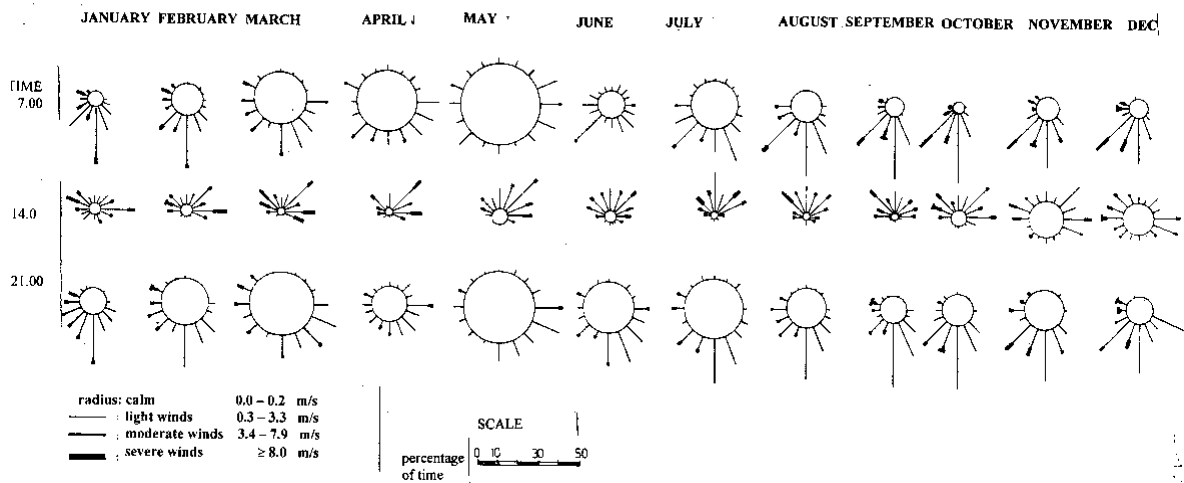 JANUARY FEBRUARY MARCH APRIL MAY JUNE JULY AUGUST SEPTEMBER OCTOBER NOVEMBER DEC
TIME
7.00
14.0
21.00
radius: calm 0.0 – 0.2 m/s
: light winds 0.3 – 3.3 m/s
: moderate winds 3.4 – 7.9 m/s
: severe winds ≥ 8.0 m/s
SCALE
percentage of time
0 10 30 50